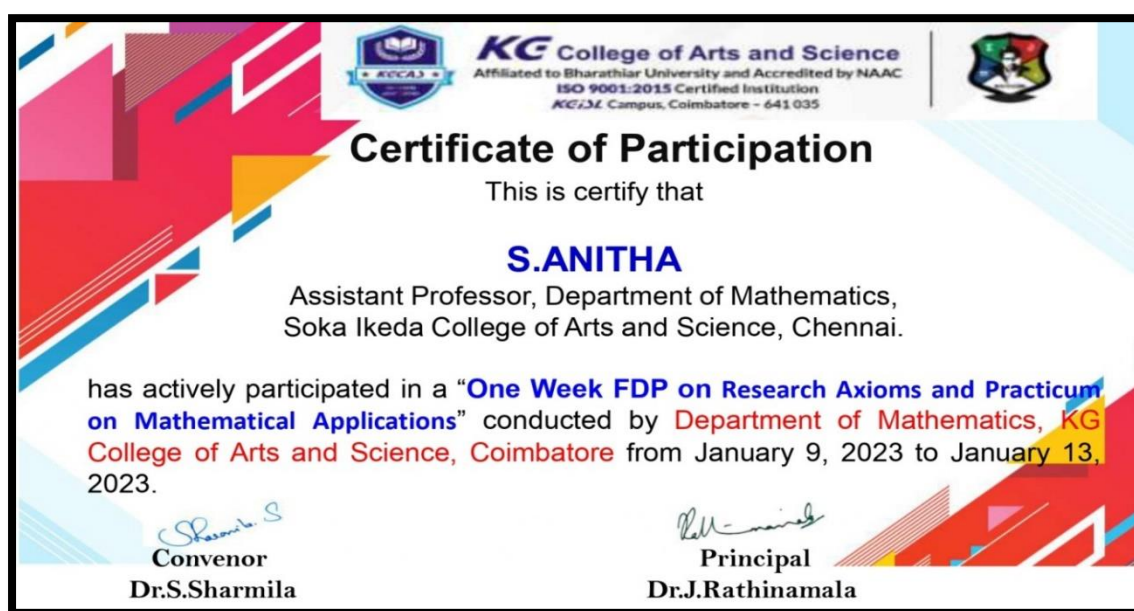 KGCAS
KG College of Arts and Science
Affiliated to Bharathiar University and Accredited by NAAC
ISO 9001:2015 Certified Institution
KGiSL Campus, Coimbatore – 641 035
Certificate of Participation
This is certify that
S.ANITHA
Assistant Professor, Department of Mathematics,
Soka Ikeda College of Arts and Science, Chennai.
has actively participated in a “One Week FDP on Research Axioms and Practicum
on Mathematical Applications” conducted by Department of Mathematics, KG
College of Arts and Science, Coimbatore from January 9, 2023 to January 13,
2023.
Convenor
Dr.S.Sharmila
Principal
Dr.J.Rathinamala